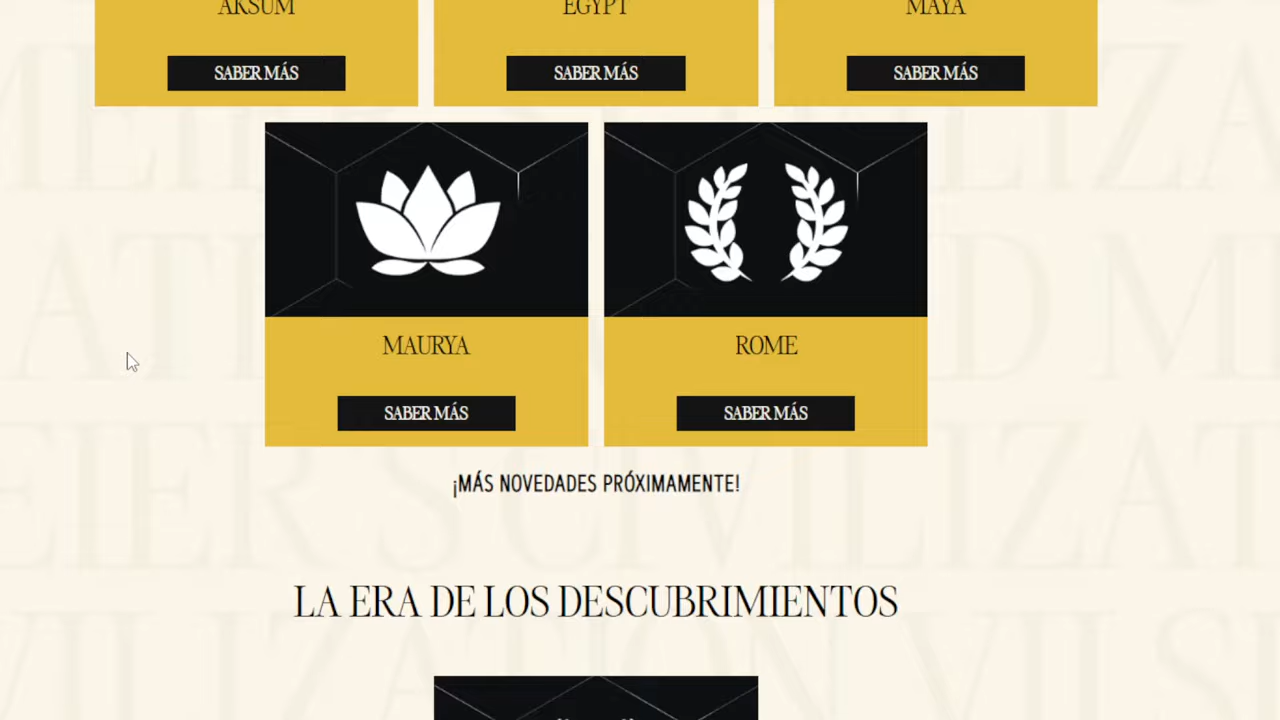 AKSUM
EGYPT
MAYA
SABER MÁS
SABER MÁS
SABER MÁS
MAURYA
ROME
SABER MÁS
SABER MÁS
¡MÁS NOVEDADES PRÓXIMAMENTE!
LA ERA DE LOS DESCUBRIMIENTOS